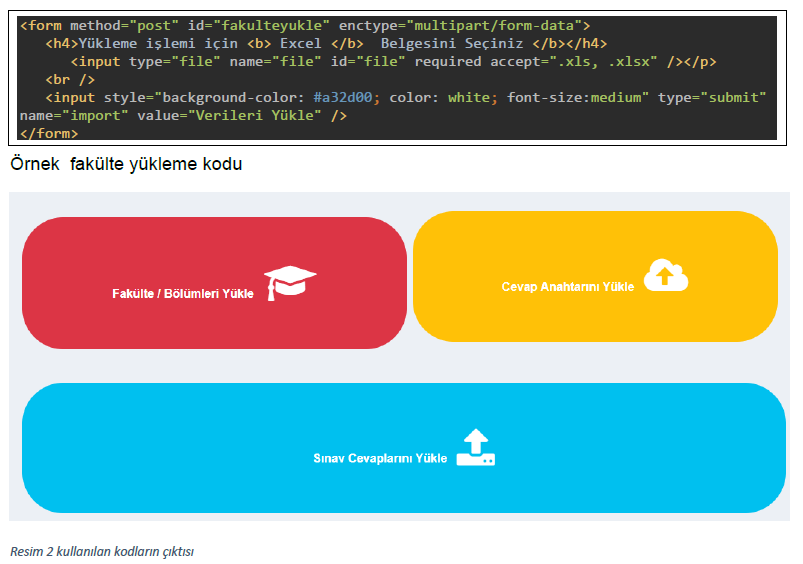 <form method="post" id="fakulteyukle" enctype="multipart/form-data">
<h4>Yükleme işlemi için <b> Excel </b>  Belgesini Seçiniz </b></h4>
<input type="file" name="file" id="file" required accept=".xls, .xlsx" /></p>
<br />
<input style="background-color: #a32d00; color: white; font-size:medium" type="submit"
name="import" value="Verileri Yükle" />
</form>
Örnek  fakülte yükleme kodu
Fakülte / Bölümleri Yükle
Cevap Anahtarını Yükle
Sınav Cevaplarını Yükle
Resim 2 kullanılan kodların çıktısı